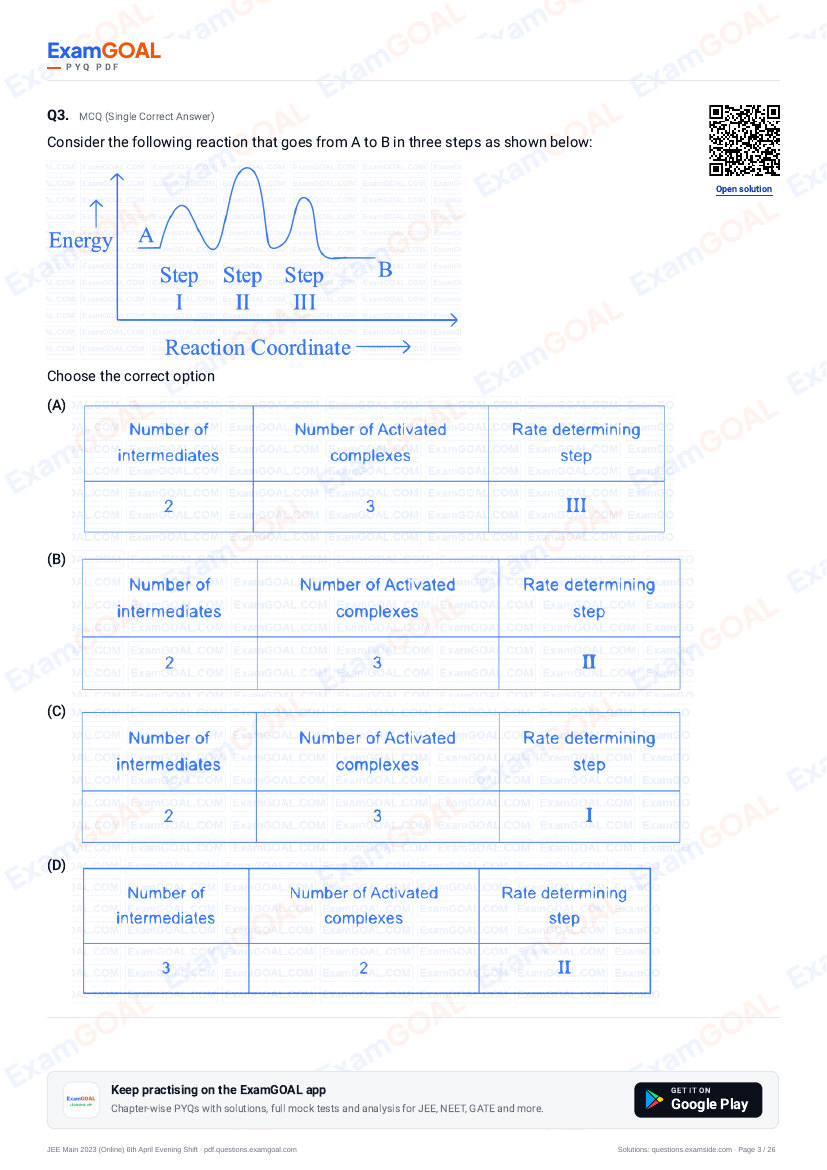 ExamGOAL
PYQ PDF
Q3. MCQ (Single Correct Answer)
Consider the following reaction that goes from A to B in three steps as shown below:
Open solution
Energy
A
B
Step Step Step
I II III
Reaction Coordinate
Choose the correct option
(A)
Number of intermediates Number of Activated complexes Rate determining step
2 3 III
(B)
Number of intermediates Number of Activated complexes Rate determining step
2 3 II
(C)
Number of intermediates Number of Activated complexes Rate determining step
2 3 I
(D)
Number of intermediates Number of Activated complexes Rate determining step
3 2 II
ExamGOAL
Keep practising on the ExamGOAL app
Chapter-wise PYQs with solutions, full mock tests and analysis for JEE, NEET, GATE and more.
GET IT ON
Google Play
JEE Main 2023 (Online) 6th April Evening Shift · pdf.questions.examgoal.com
Solutions: questions.examside.com · Page 3 / 26